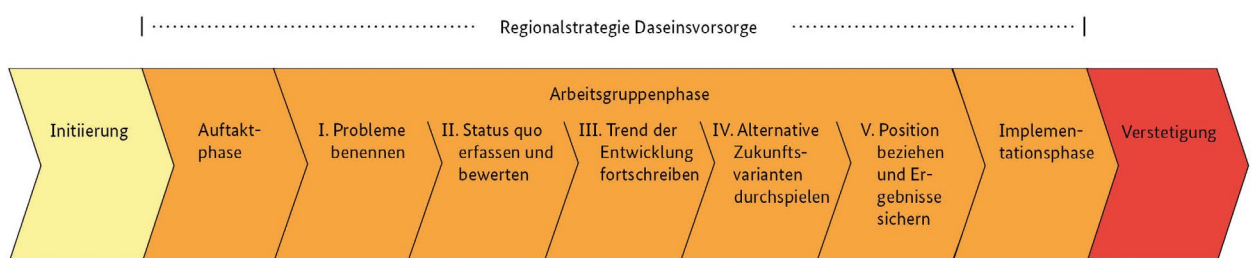 Regionalstrategie Daseinsvorsorge
Arbeitsgruppenphase
Initiierung
Auftakt-
phase
I. Probleme
benennen
II. Status quo
erfassen und
bewerten
III. Trend der
Entwicklung
fortschreiben
IV. Alternative
Zukunfts-
varianten
durchspielen
V. Position
beziehen
und Er-
gebnisse
sichern
Implemen-
tationsphase
Verstetigung